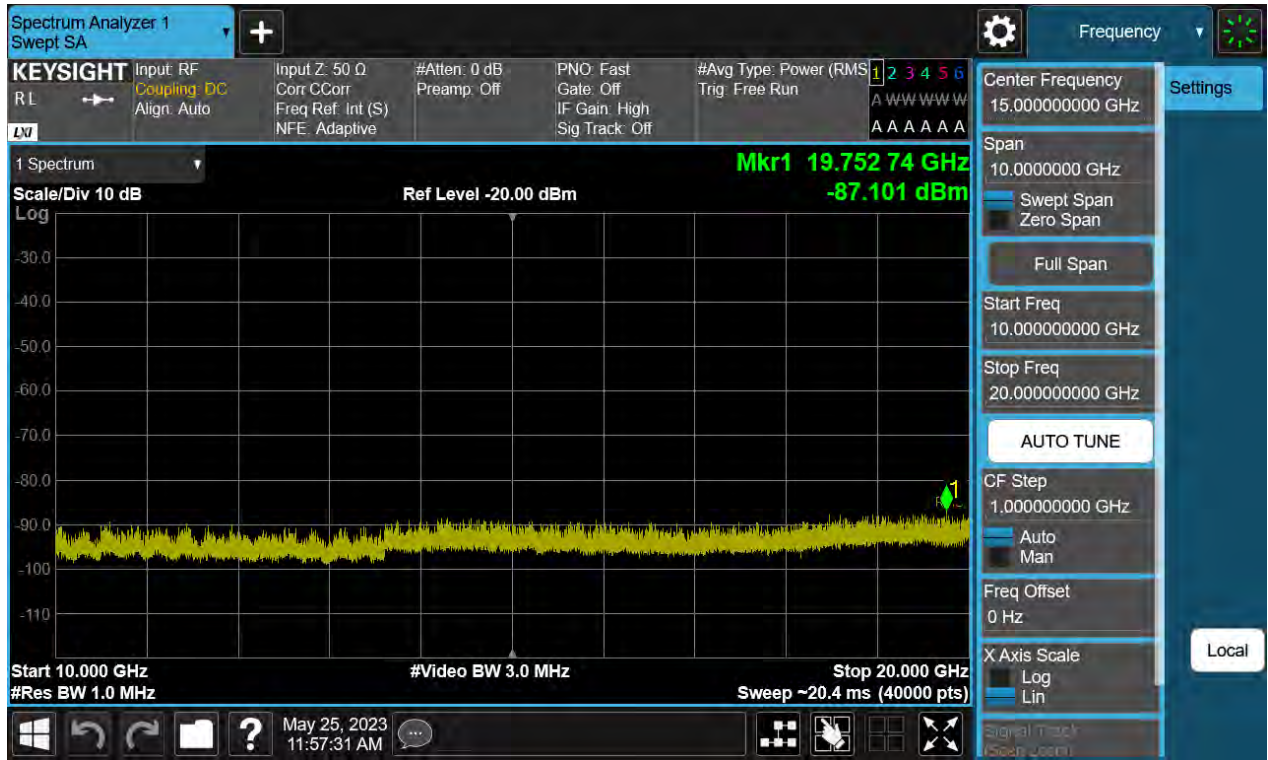 Spectrum Analyzer 1
Swept SA
Frequency
KEYSIGHT
RL
LXI
Input: RF
Coupling: DC
Align: Auto
Input Z: 50 Ω
Corr CCorr
Freq Ref: Int (S)
NFE: Adaptive
#Atten: 0 dB
Preamp: Off
PNO: Fast
Gate: Off
IF Gain: High
Sig Track: Off
#Avg Type: Power (RMS
Trig: Free Run
1 2 3 4 5 6
A W W W W W
A A A A A A
1 Spectrum
Mkr1 19.752 74 GHz
Scale/Div 10 dB
Ref Level -20.00 dBm
-87.101 dBm
Log
-30.0
-40.0
-50.0
-60.0
-70.0
-80.0
-90.0
-100
-110
1
Start 10.000 GHz
#Video BW 3.0 MHz
Stop 20.000 GHz
#Res BW 1.0 MHz
Sweep ~20.4 ms (40000 pts)
Center Frequency
15.000000000 GHz
Settings
Span
10.0000000 GHz
Swept Span
Zero Span
Full Span
Start Freq
10.000000000 GHz
Stop Freq
20.000000000 GHz
AUTO TUNE
CF Step
1.000000000 GHz
Auto
Man
Freq Offset
0 Hz
X Axis Scale
Log
Lin
Local
Signal Track
(Span Zoom)
?
May 25, 2023
11:57:31 AM